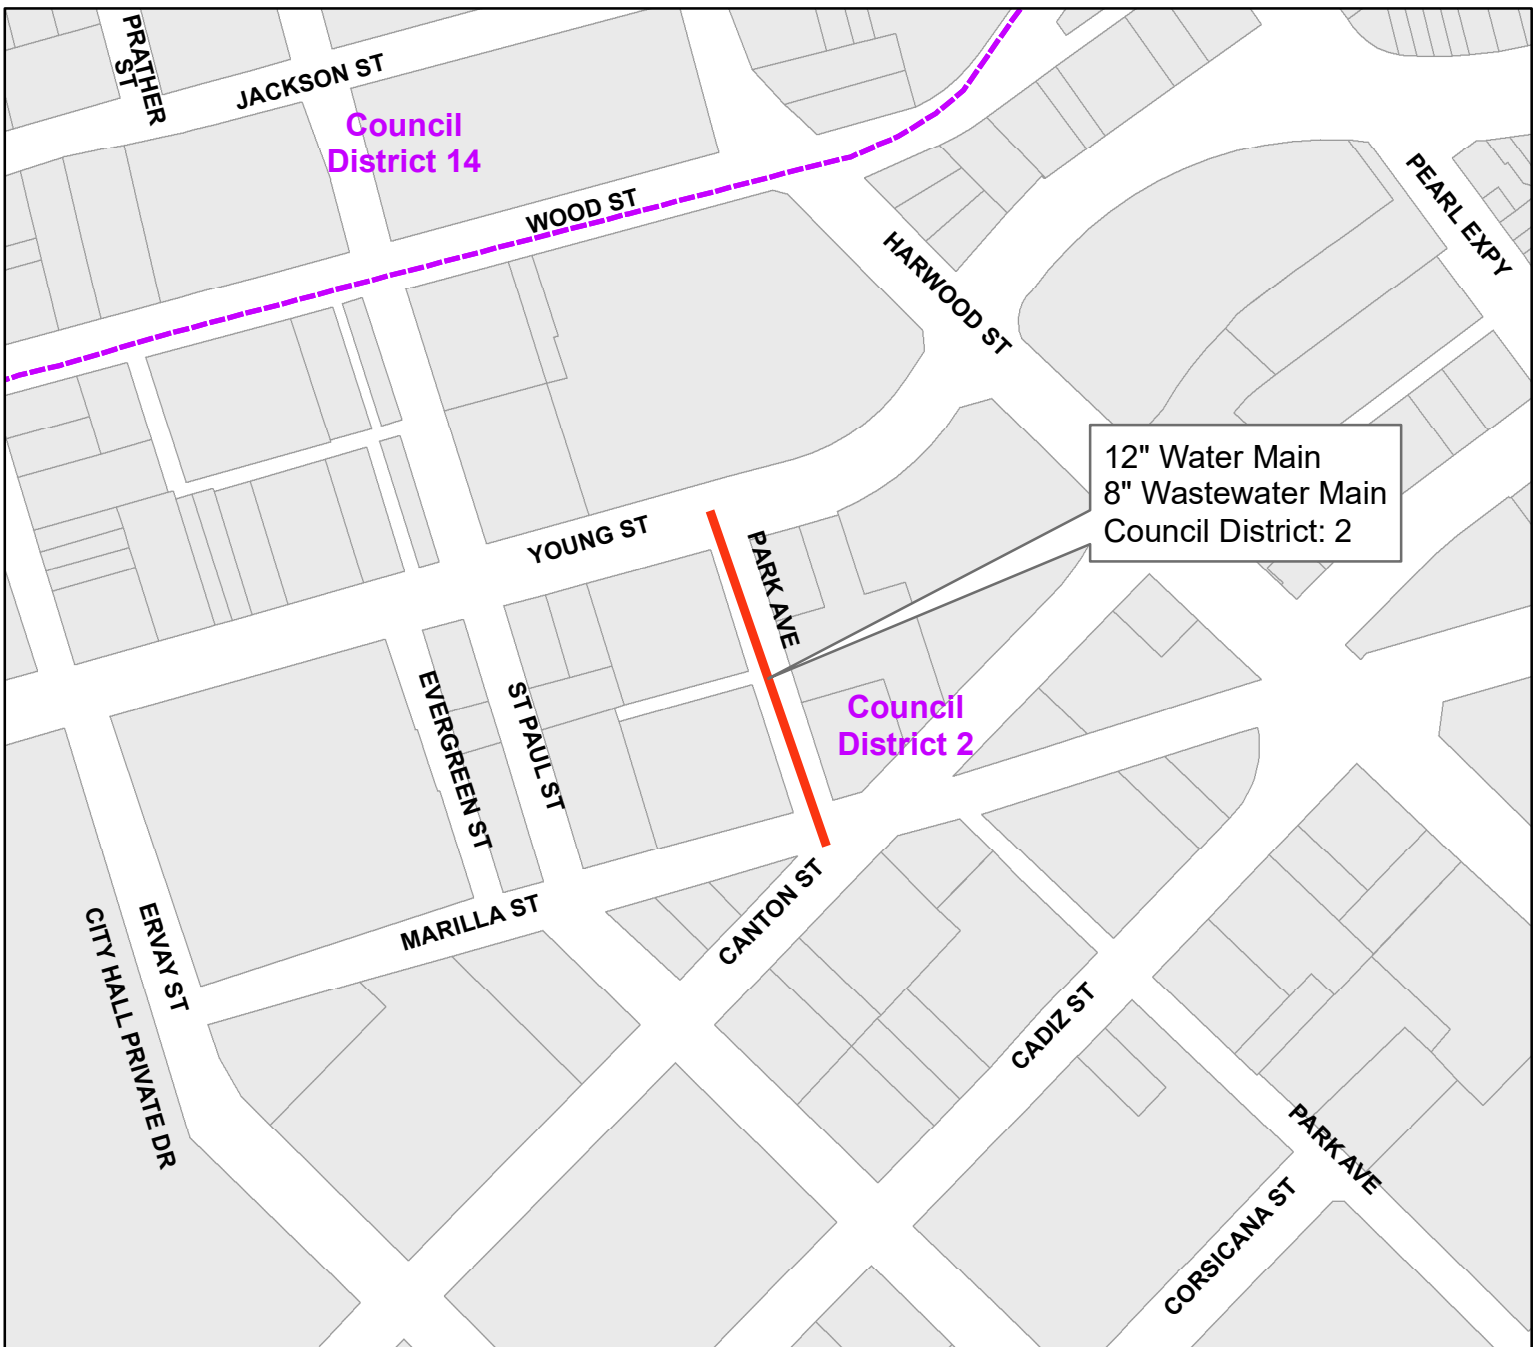 PRATHER
ST
JACKSON ST
Council
District 14
WOOD ST
PEARL EXPY
HARWOOD ST
12" Water Main
8" Wastewater Main
Council District: 2
YOUNG ST
PARK AVE
EVERGREEN ST
ST PAUL ST
Council
District 2
MARILLA ST
CANTON ST
ERVAY ST
CITY HALL PRIVATE DR
CADIZ ST
PARK AVE
CORSICANA ST